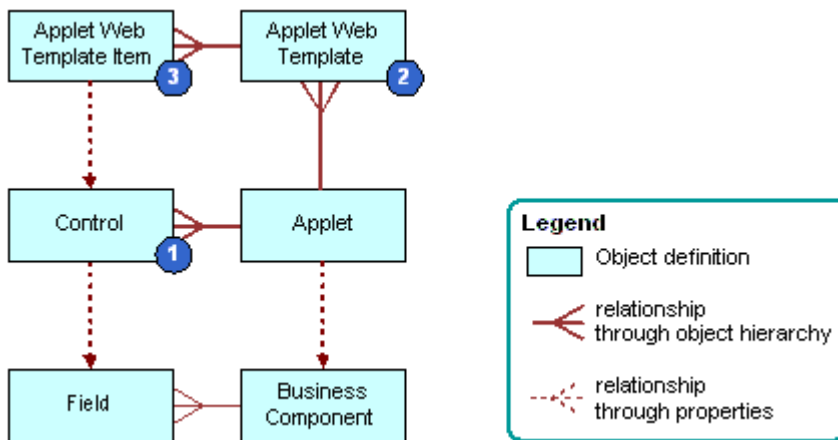 Applet Web
Template Item
3
Applet Web
Template
2
Control
1
Applet
Field
Business
Component
Legend
Object definition
relationship
through object hierarchy
relationship
through properties